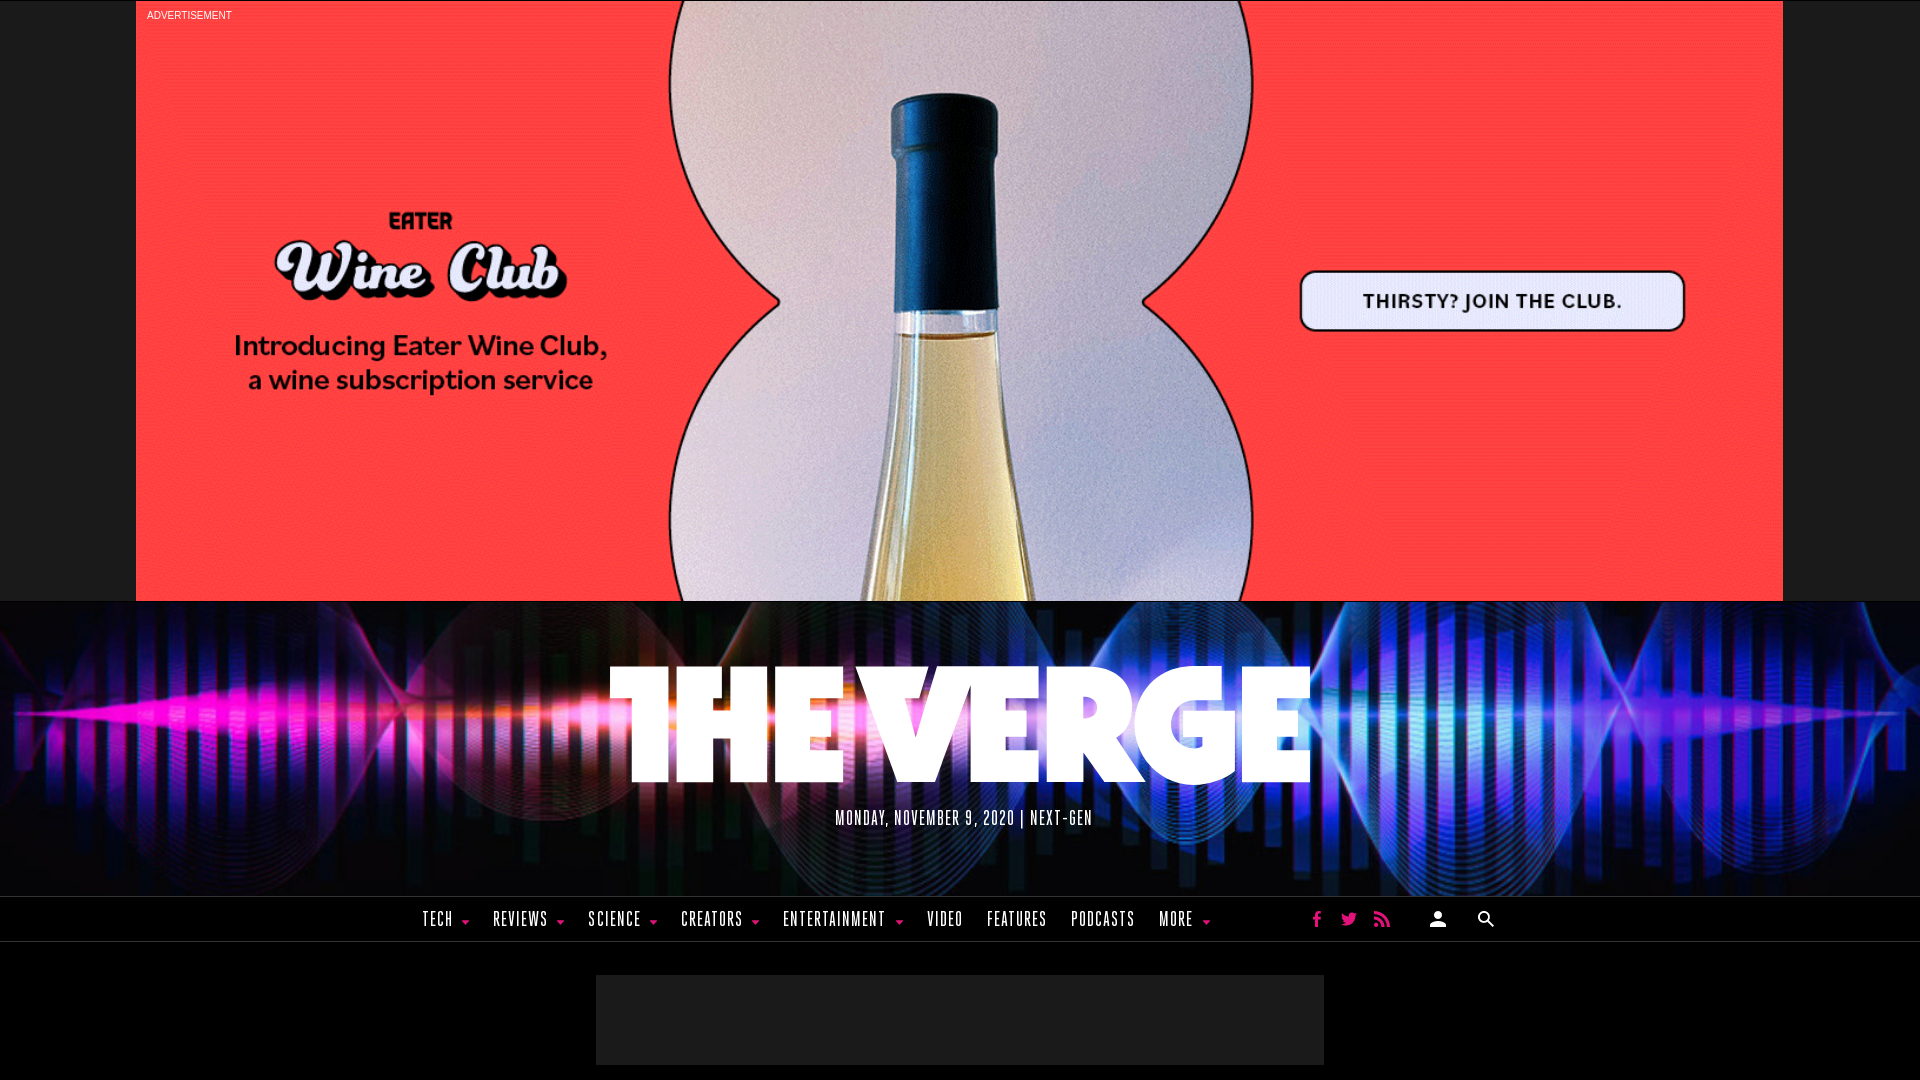 ADVERTISEMENT
EATER
Wine Club
Introducing Eater Wine Club,
a wine subscription service
THIRSTY? JOIN THE CLUB.
THE VERGE
MONDAY, NOVEMBER 9, 2020 | NEXT-GEN
TECH REVIEWS SCIENCE CREATORS ENTERTAINMENT VIDEO FEATURES PODCASTS MORE